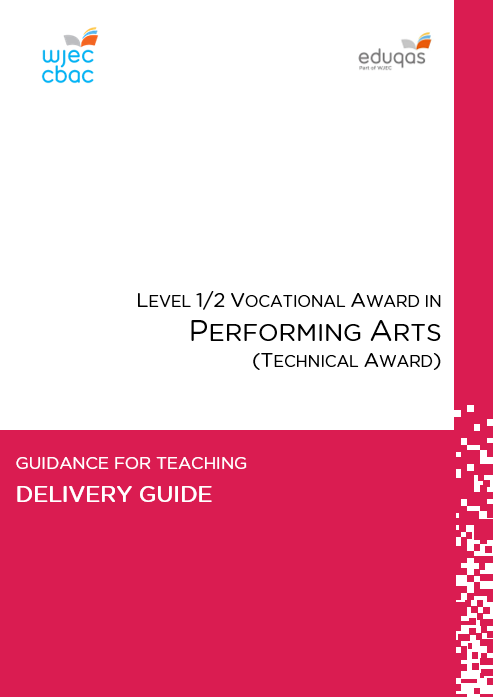 wjec
cbac
eduqas
Part of WJEC
LEVEL 1/2 VOCATIONAL AWARD IN
PERFORMING ARTS
(TECHNICAL AWARD)
GUIDANCE FOR TEACHING
DELIVERY GUIDE